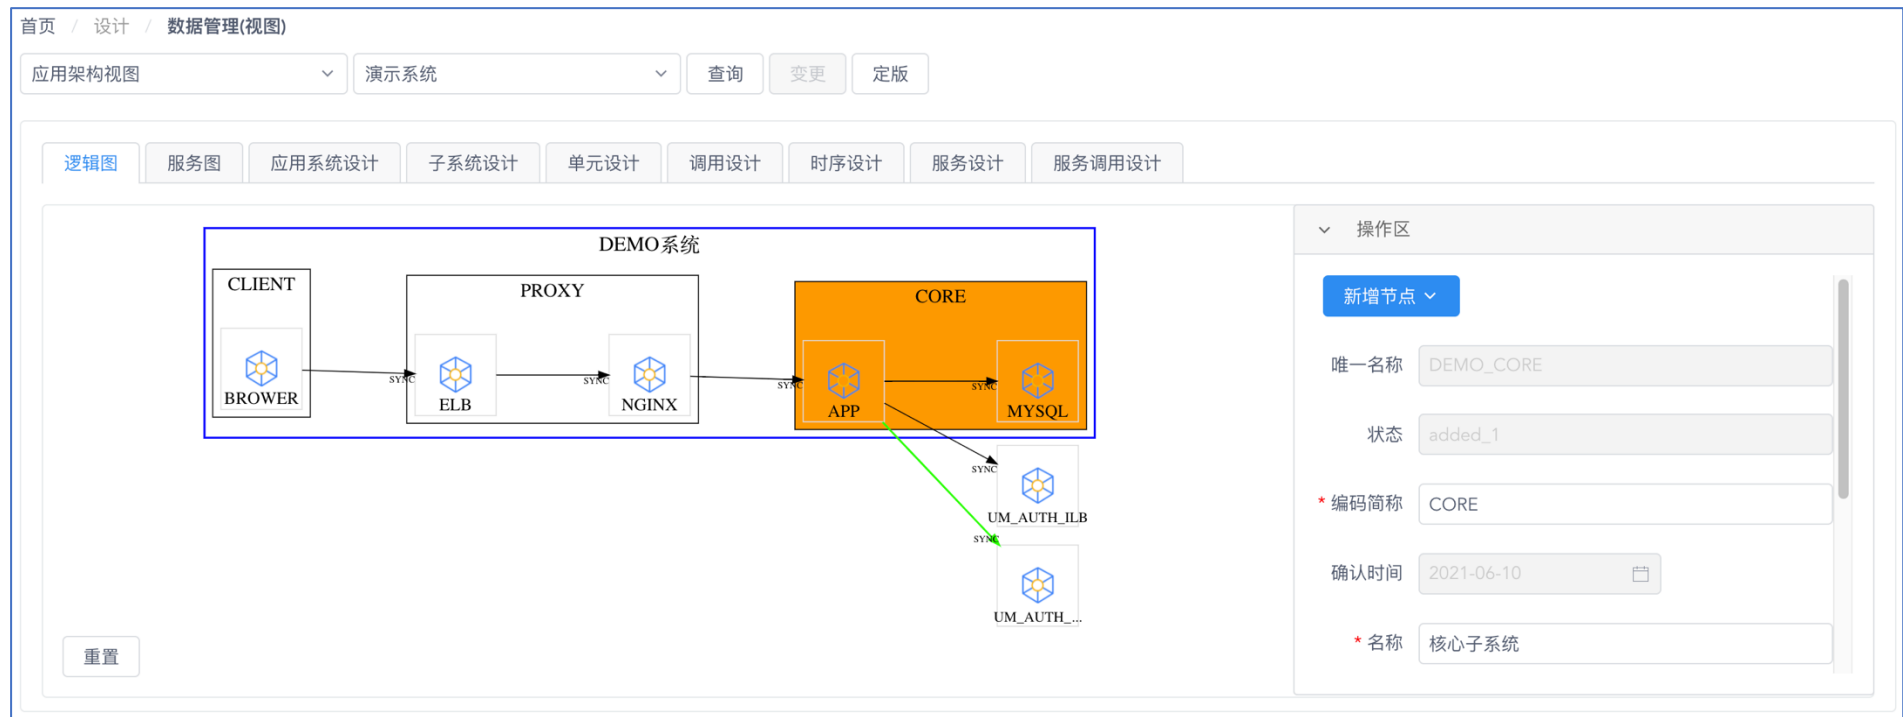 首页 / 设计 / 数据管理(视图)
应用架构视图 演示系统 查询 变更 定版
逻辑图 服务图 应用系统设计 子系统设计 单元设计 调用设计 时序设计 服务设计 服务调用设计
DEMO系统
CLIENT
PROXY
CORE
BROWER
SYNC
ELB
SYNC
NGINX
SYNC
APP
SYNC
MYSQL
SYNC
UM_AUTH_ILB
SYNC
UM_AUTH_...
重置
操作区
新增节点
唯一名称 DEMO_CORE
状态 added_1
* 编码简称 CORE
确认时间 2021-06-10
* 名称 核心子系统